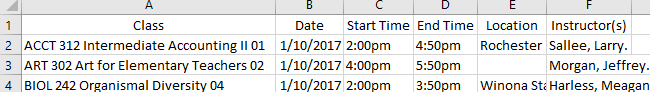 A B C D E F
1 Class Date Start Time End Time Location Instructor(s)
2 ACCT 312 Intermediate Accounting II 01 1/10/2017 2:00pm 4:50pm Rochester Sallee, Larry.
3 ART 302 Art for Elementary Teachers 02 1/10/2017 4:00pm 5:50pm Morgan, Jeffrey.
4 BIOL 242 Organismal Diversity 04 1/10/2017 2:00pm 3:50pm Winona Sta Harless, Meagan